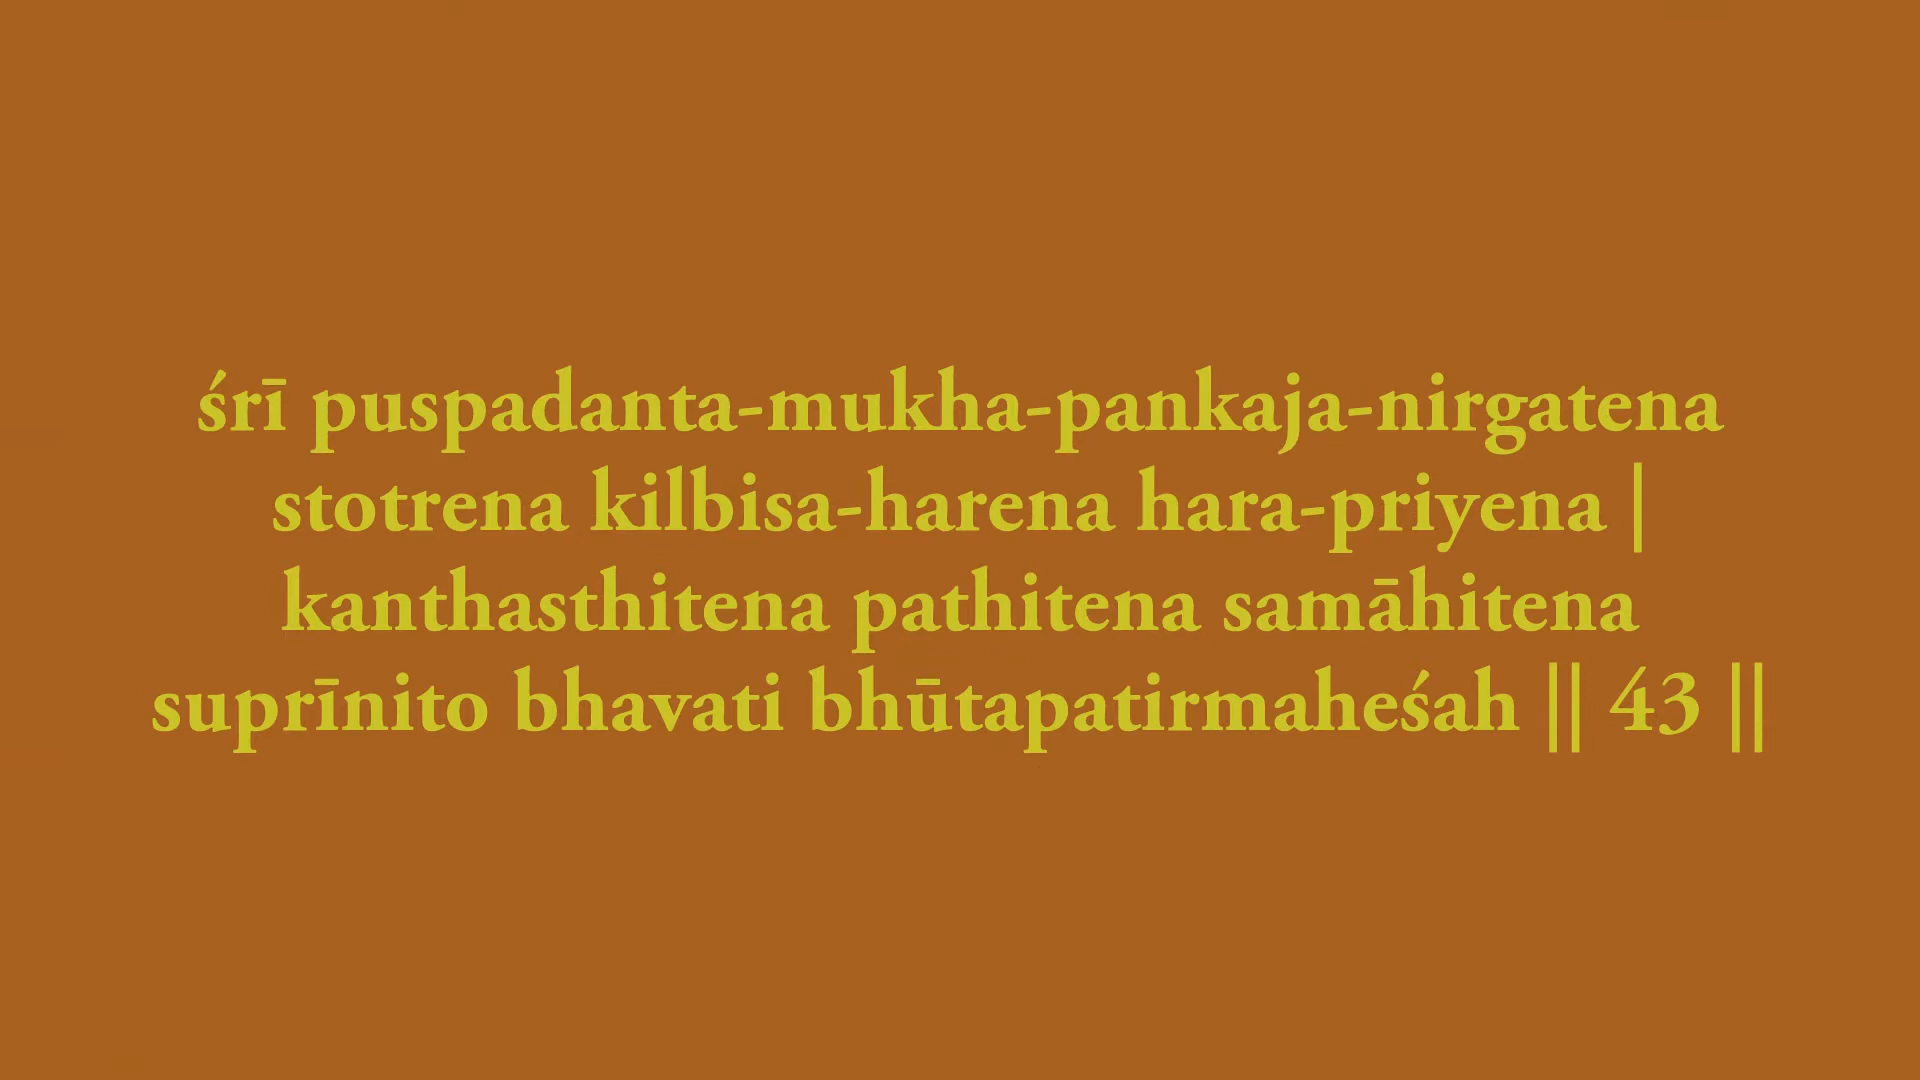 śrī puspadanta-mukha-pankaja-nirgatena
stotrena kilbisa-harena hara-priyena |
kanthasthitena pathitena samāhitena
suprīnito bhavati bhūtapatirmaheśah || 43 ||